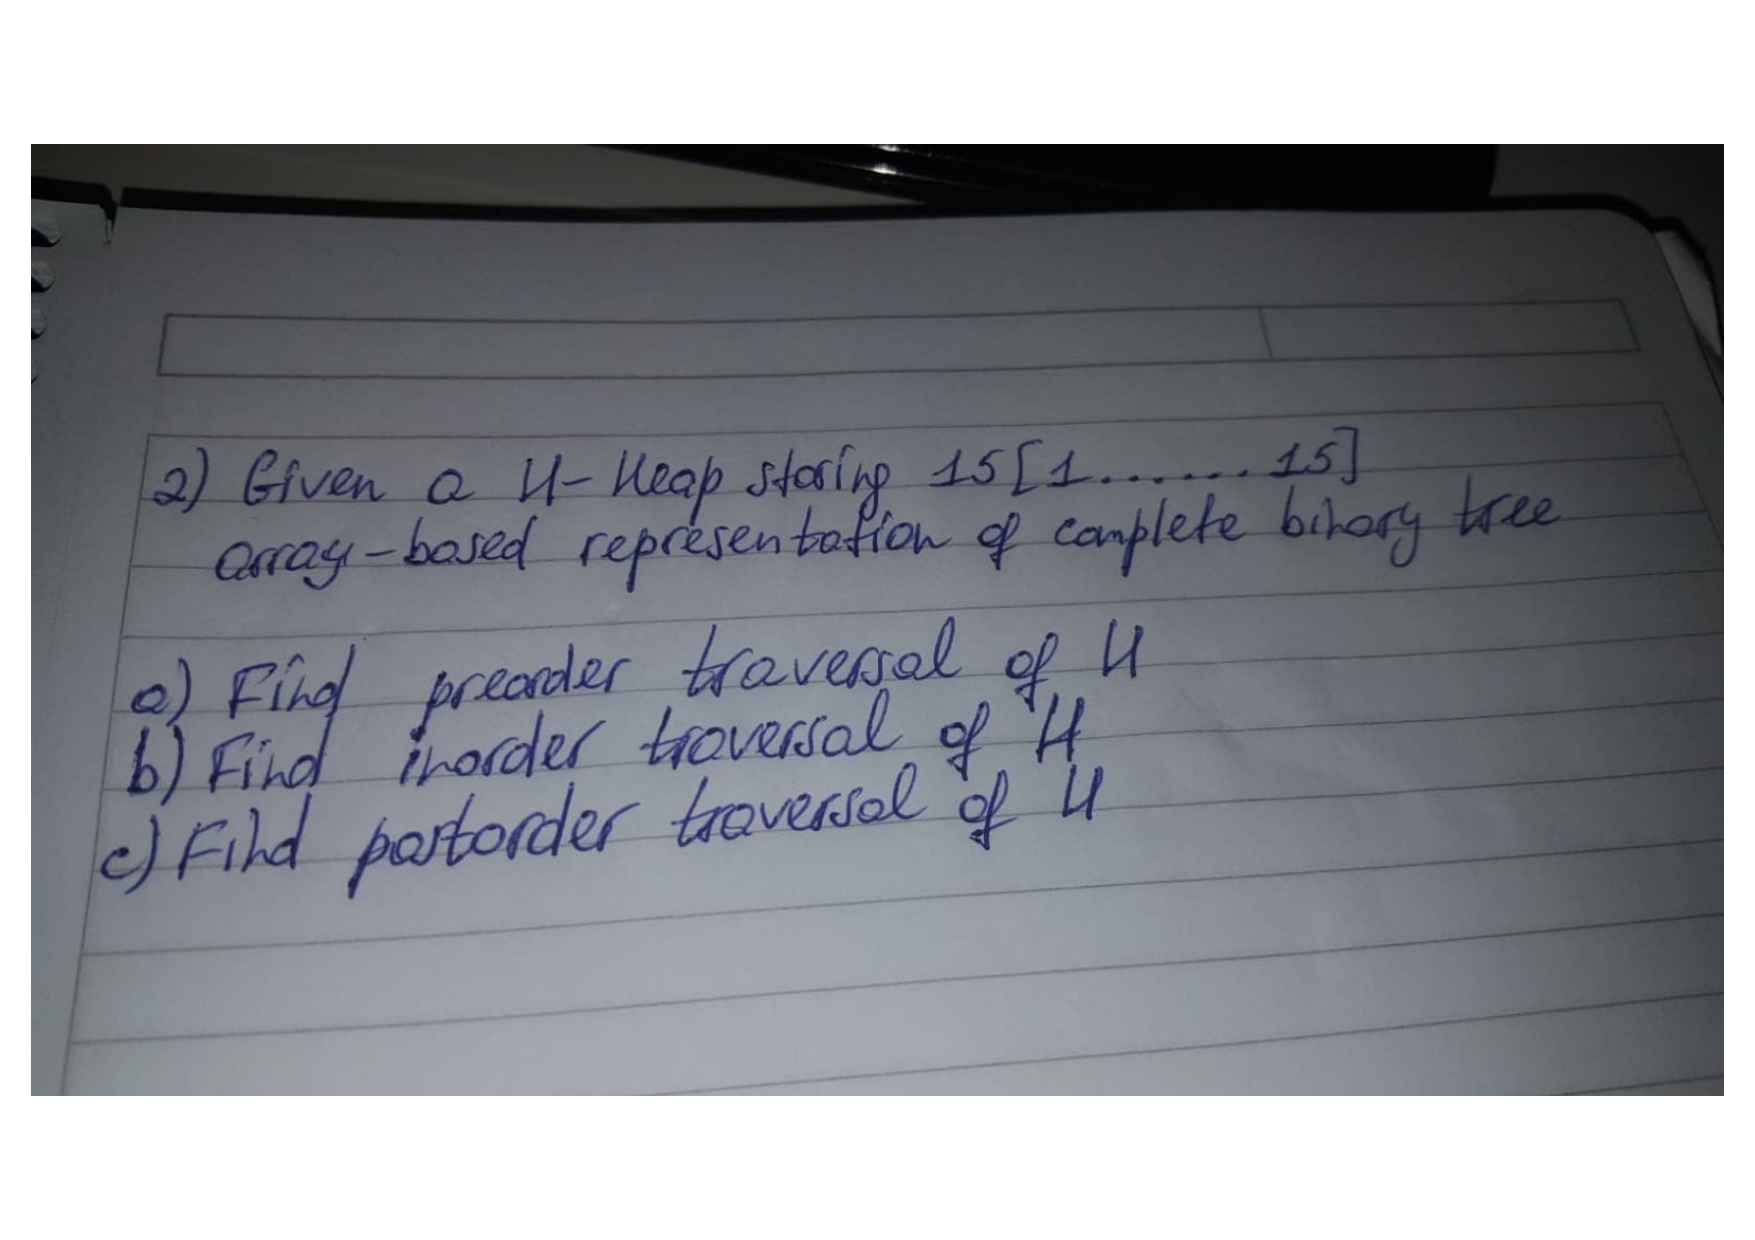 2) Given a H-Heap storing 15[1.......15]
array-based representation of complete binary tree
a) Find preorder traversal of H
b) Find inorder traversal of H
c) Find postorder traversal of H